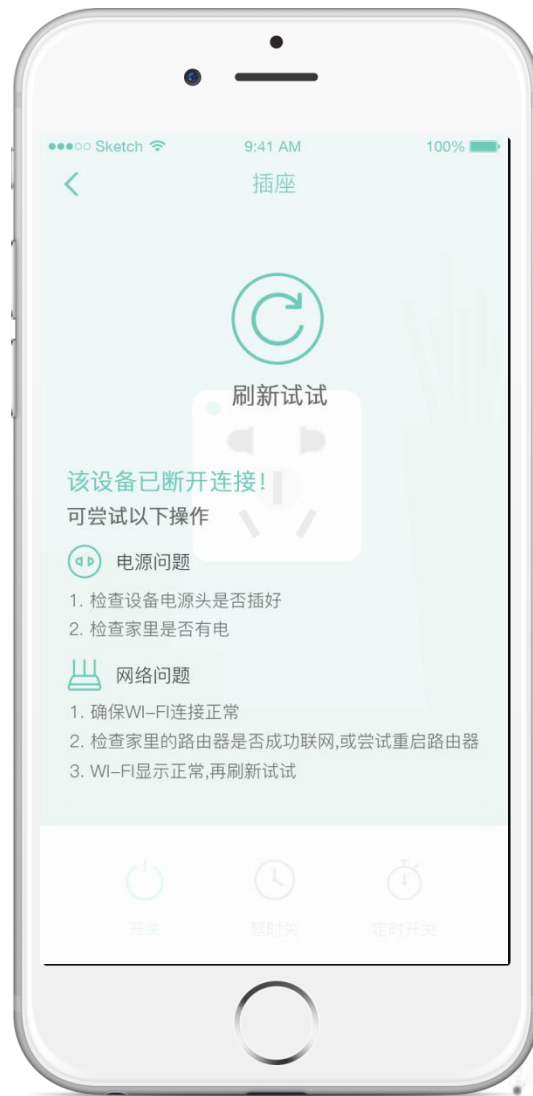 Sketch
9:41 AM
100%
插座
刷新试试
该设备已断开连接!
可尝试以下操作
电源问题
1. 检查设备电源头是否插好
2. 检查家里是否有电
网络问题
1. 确保WI-FI连接正常
2. 检查家里的路由器是否成功联网,或尝试重启路由器
3. WI-FI显示正常,再刷新试试
开关
延时关
定时开关